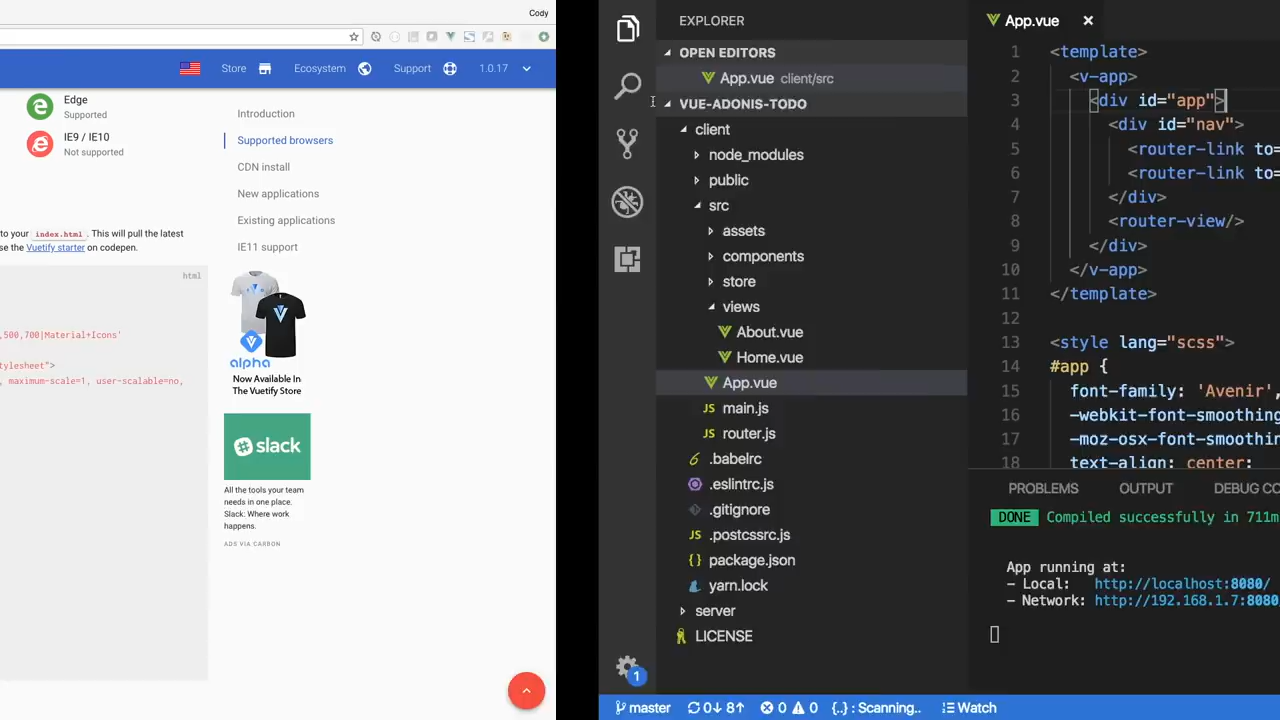 Cody
Store
Ecosystem
Support
1.0.17
Edge
Supported
IE9 / IE10
Not supported
Introduction
Supported browsers
CDN install
New applications
Existing applications
IE11 support
to your index.html. This will pull the latest
se the Vuetify starter on codepen.
html
,500,700|Material+Icons'
tylesheet">
, maximum-scale=1, user-scalable=no,
alpha
Now Available In
The Vuetify Store
slack
All the tools your team
needs in one place.
Slack: Where work
happens.
ADS VIA CARBON
EXPLORER
OPEN EDITORS
App.vue client/src
VUE-ADONIS-TODO
client
node_modules
public
src
assets
components
store
views
About.vue
Home.vue
App.vue
JS main.js
JS router.js
.babelrc
.eslintrc.js
.gitignore
JS .postcssrc.js
{} package.json
yarn.lock
server
LICENSE
1
App.vue
1 <template>
2 <v-app>
3 <div id="app">
4 <div id="nav">
5 <router-link to=
6 <router-link to=
7 </div>
8 <router-view/>
9 </div>
10 </v-app>
11 </template>
12
13 <style lang="scss">
14 #app {
15 font-family: 'Avenir',
16 -webkit-font-smoothing
17 -moz-osx-font-smoothin
18 text-align: center;
PROBLEMS OUTPUT DEBUG CO
DONE Compiled successfully in 711m
App running at:
- Local: http://localhost:8080/
- Network: http://192.168.1.7:8080
master 0↓ 8↑ 0 0 {..} : Scanning.. Watch